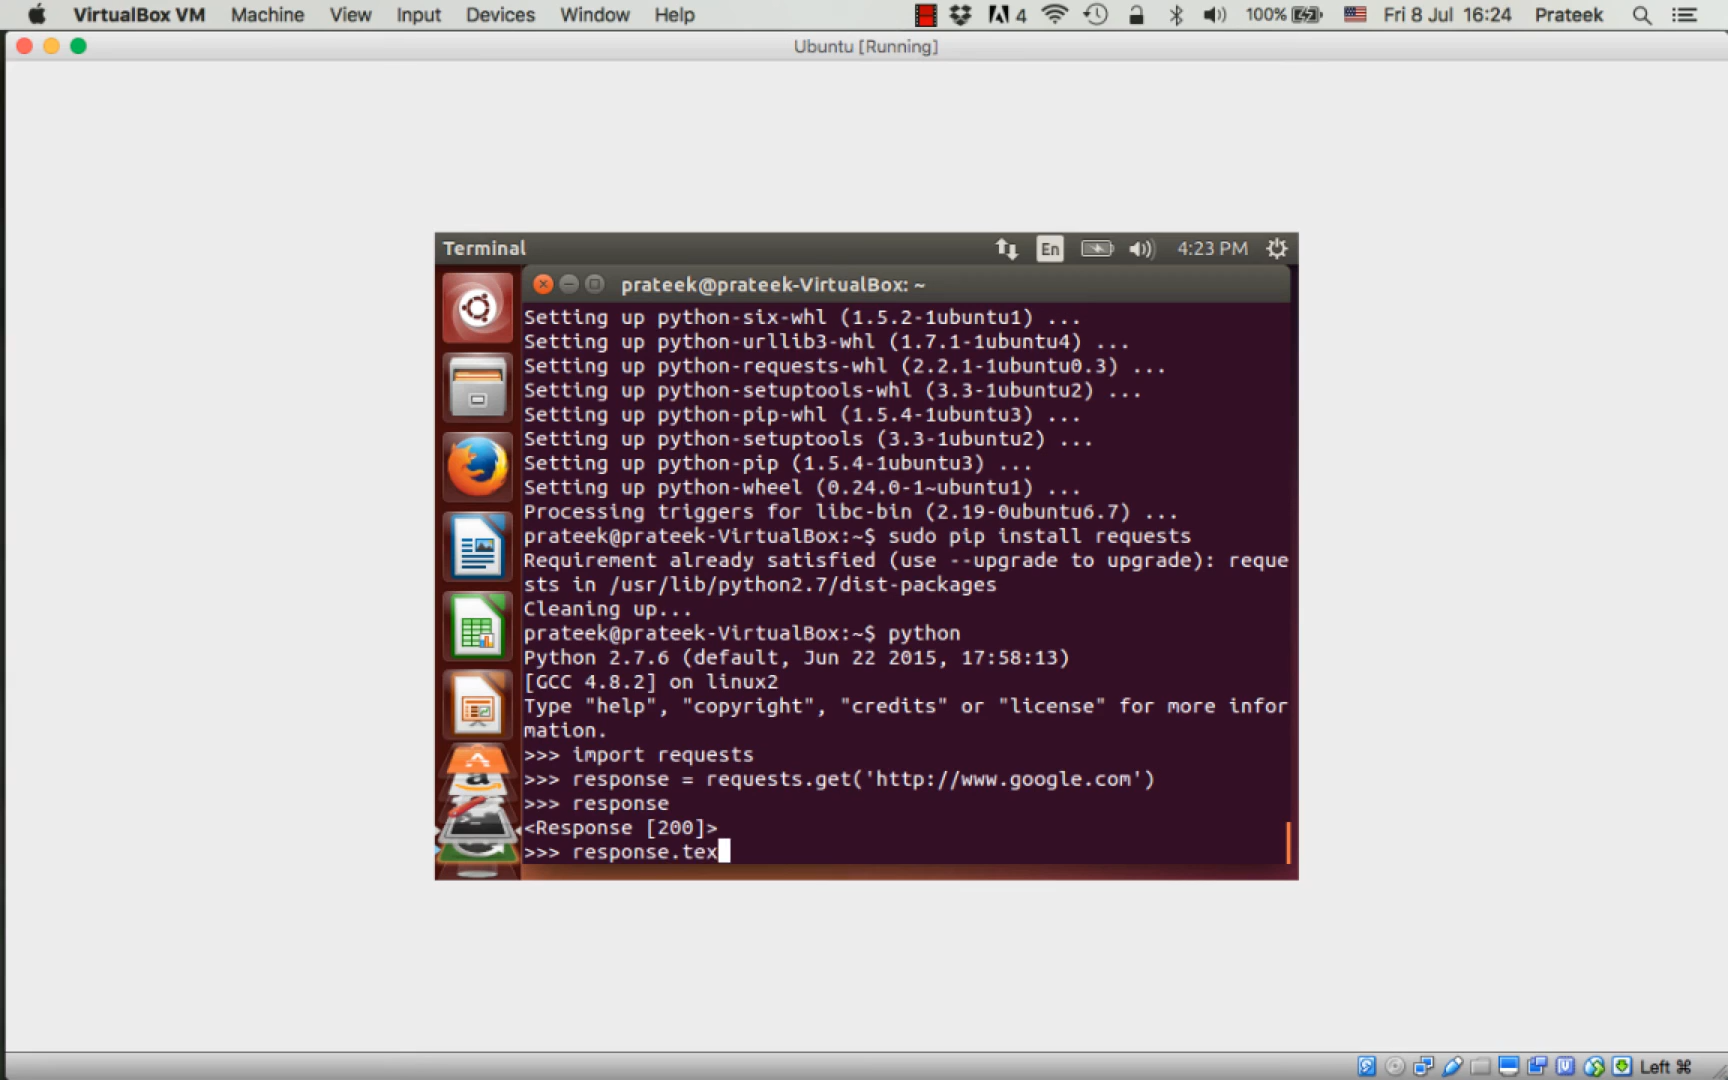 VirtualBox VM Machine View Input Devices Window Help 4 100% Fri 8 Jul 16:24 Prateek
Ubuntu [Running]
Terminal En 4:23 PM
prateek@prateek-VirtualBox: ~
Setting up python-six-whl (1.5.2-1ubuntu1) ...
Setting up python-urllib3-whl (1.7.1-1ubuntu4) ...
Setting up python-requests-whl (2.2.1-1ubuntu0.3) ...
Setting up python-setuptools-whl (3.3-1ubuntu2) ...
Setting up python-pip-whl (1.5.4-1ubuntu3) ...
Setting up python-setuptools (3.3-1ubuntu2) ...
Setting up python-pip (1.5.4-1ubuntu3) ...
Setting up python-wheel (0.24.0-1~ubuntu1) ...
Processing triggers for libc-bin (2.19-0ubuntu6.7) ...
prateek@prateek-VirtualBox:~$ sudo pip install requests
Requirement already satisfied (use --upgrade to upgrade): reque
sts in /usr/lib/python2.7/dist-packages
Cleaning up...
prateek@prateek-VirtualBox:~$ python
Python 2.7.6 (default, Jun 22 2015, 17:58:13)
[GCC 4.8.2] on linux2
Type "help", "copyright", "credits" or "license" for more infor
mation.
>>> import requests
>>> response = requests.get('http://www.google.com')
>>> response
<Response [200]>
>>> response.tex
Left ⌘